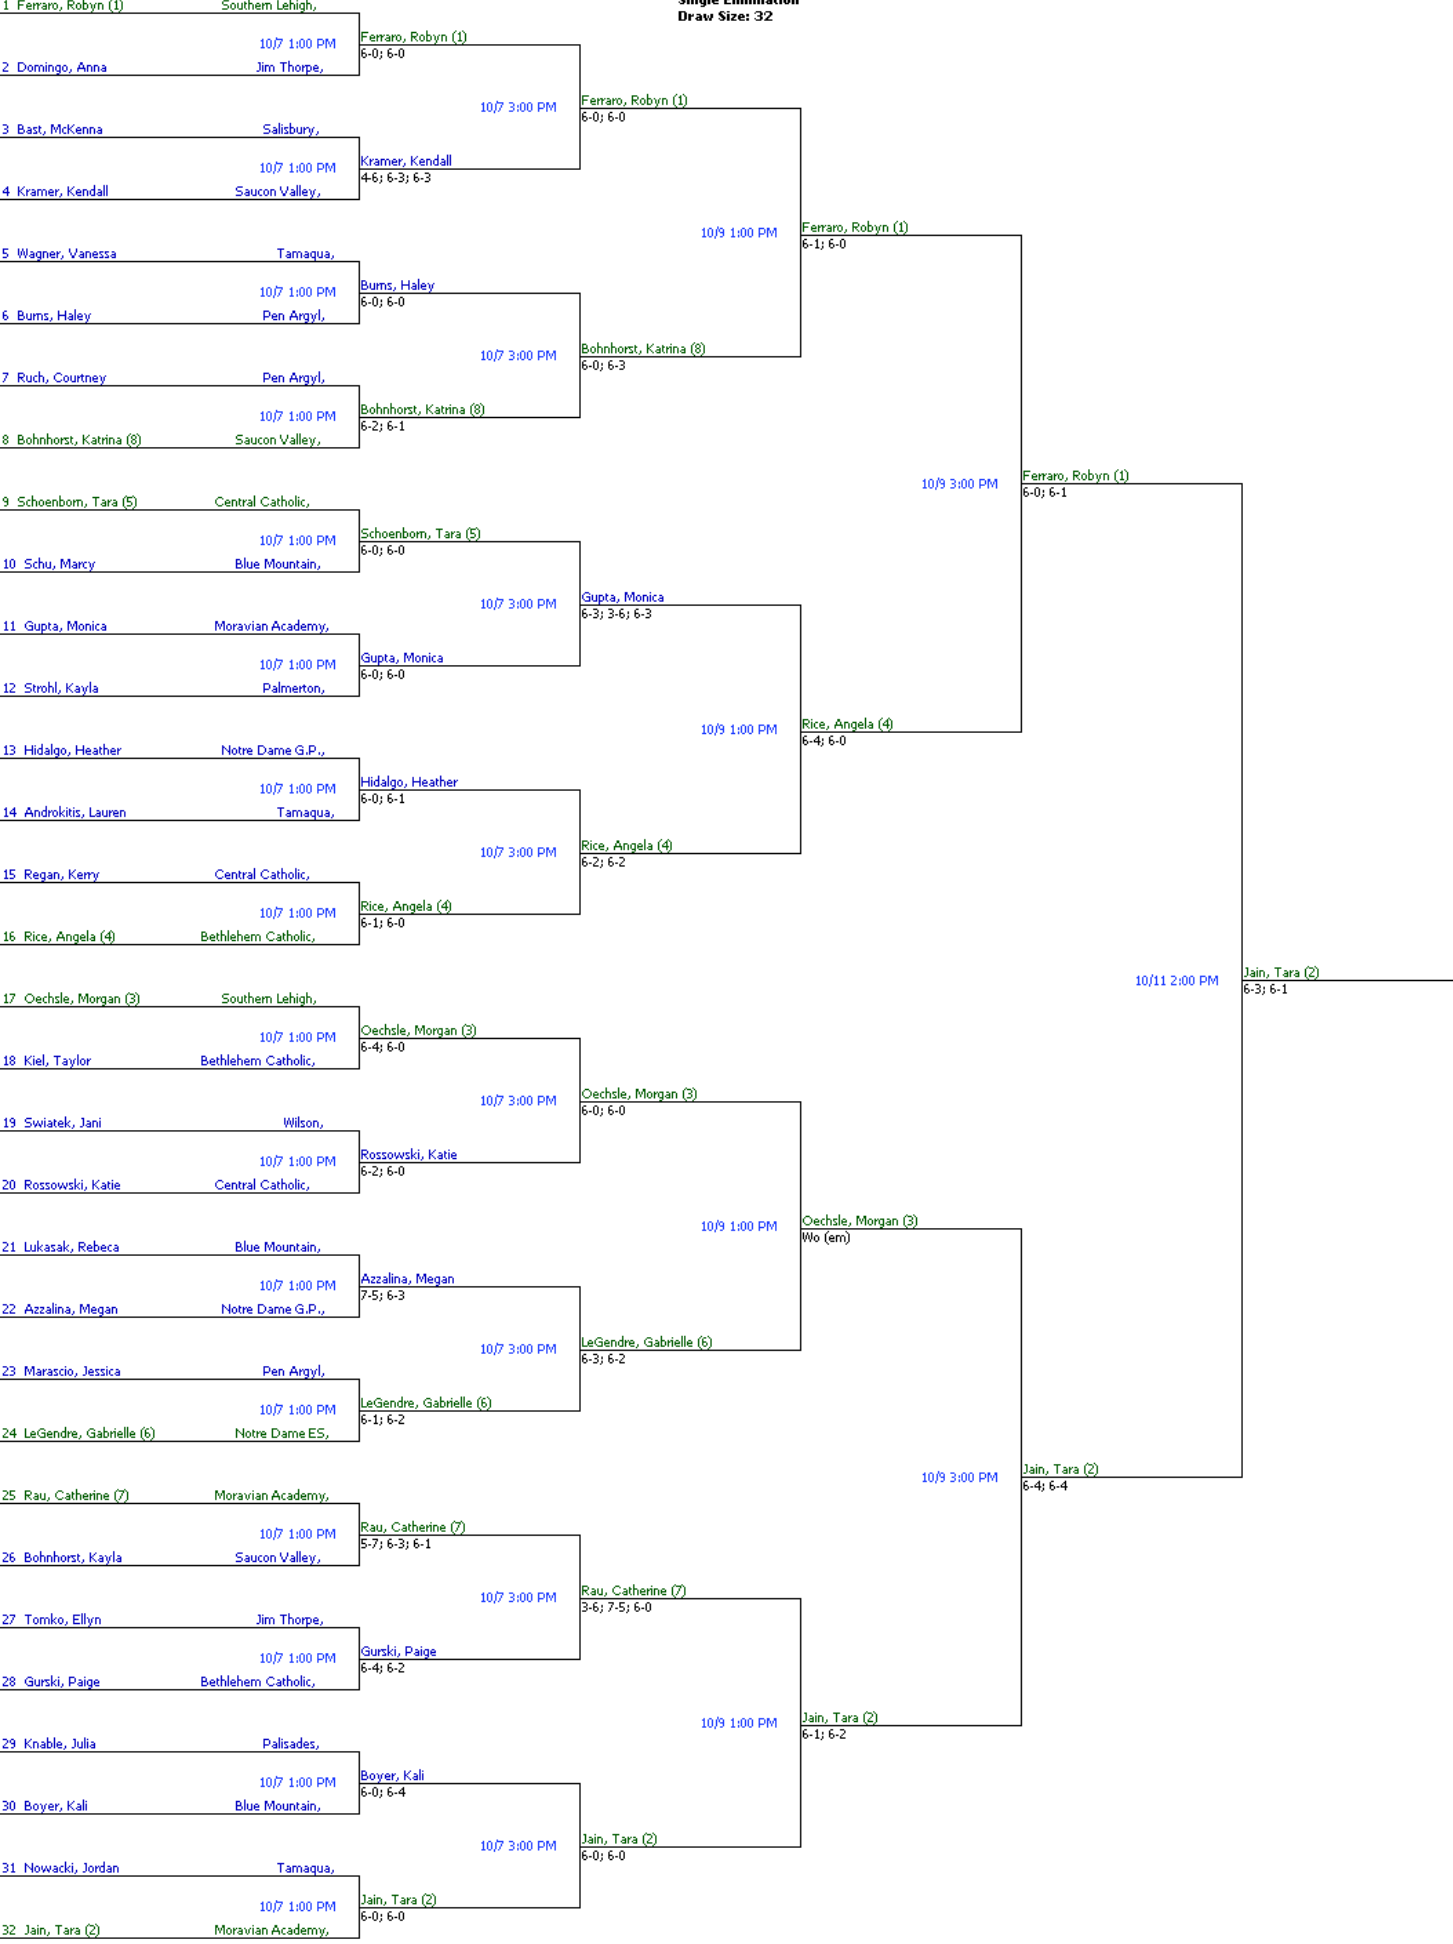 Single Elimination
Draw Size: 32
1 Ferraro, Robyn (1) Southern Lehigh,
10/7 1:00 PM Ferraro, Robyn (1)
6-0; 6-0
2 Domingo, Anna Jim Thorpe,
10/7 3:00 PM Ferraro, Robyn (1)
6-0; 6-0
3 Bast, McKenna Salisbury,
10/7 1:00 PM Kramer, Kendall
4-6; 6-3; 6-3
4 Kramer, Kendall Saucon Valley,
10/9 1:00 PM Ferraro, Robyn (1)
6-1; 6-0
5 Wagner, Vanessa Tamaqua,
10/7 1:00 PM Burns, Haley
6-0; 6-0
6 Burns, Haley Pen Argyl,
10/7 3:00 PM Bohnhorst, Katrina (8)
6-0; 6-3
7 Ruch, Courtney Pen Argyl,
10/7 1:00 PM Bohnhorst, Katrina (8)
6-2; 6-1
8 Bohnhorst, Katrina (8) Saucon Valley,
10/9 3:00 PM Ferraro, Robyn (1)
6-0; 6-1
9 Schoenborn, Tara (5) Central Catholic,
10/7 1:00 PM Schoenborn, Tara (5)
6-0; 6-0
10 Schu, Marcy Blue Mountain,
10/7 3:00 PM Gupta, Monica
6-3; 3-6; 6-3
11 Gupta, Monica Moravian Academy,
10/7 1:00 PM Gupta, Monica
6-0; 6-0
12 Strohl, Kayla Palmerton,
10/9 1:00 PM Rice, Angela (4)
6-4; 6-0
13 Hidalgo, Heather Notre Dame G.P.,
10/7 1:00 PM Hidalgo, Heather
6-0; 6-1
14 Androkitis, Lauren Tamaqua,
10/7 3:00 PM Rice, Angela (4)
6-2; 6-2
15 Regan, Kerry Central Catholic,
10/7 1:00 PM Rice, Angela (4)
6-1; 6-0
16 Rice, Angela (4) Bethlehem Catholic,
10/11 2:00 PM Jain, Tara (2)
6-3; 6-1
17 Oechsle, Morgan (3) Southern Lehigh,
10/7 1:00 PM Oechsle, Morgan (3)
6-4; 6-0
18 Kiel, Taylor Bethlehem Catholic,
10/7 3:00 PM Oechsle, Morgan (3)
6-0; 6-0
19 Swiatek, Jani Wilson,
10/7 1:00 PM Rossowski, Katie
6-2; 6-0
20 Rossowski, Katie Central Catholic,
10/9 1:00 PM Oechsle, Morgan (3)
Wo (em)
21 Lukasak, Rebeca Blue Mountain,
10/7 1:00 PM Azzalina, Megan
7-5; 6-3
22 Azzalina, Megan Notre Dame G.P.,
10/7 3:00 PM LeGendre, Gabrielle (6)
6-3; 6-2
23 Marascio, Jessica Pen Argyl,
10/7 1:00 PM LeGendre, Gabrielle (6)
6-1; 6-2
24 LeGendre, Gabrielle (6) Notre Dame ES,
10/9 3:00 PM Jain, Tara (2)
6-4; 6-4
25 Rau, Catherine (7) Moravian Academy,
10/7 1:00 PM Rau, Catherine (7)
5-7; 6-3; 6-1
26 Bohnhorst, Kayla Saucon Valley,
10/7 3:00 PM Rau, Catherine (7)
3-6; 7-5; 6-0
27 Tomko, Ellyn Jim Thorpe,
10/7 1:00 PM Gurski, Paige
6-4; 6-2
28 Gurski, Paige Bethlehem Catholic,
10/9 1:00 PM Jain, Tara (2)
6-1; 6-2
29 Knable, Julia Palisades,
10/7 1:00 PM Boyer, Kali
6-0; 6-4
30 Boyer, Kali Blue Mountain,
10/7 3:00 PM Jain, Tara (2)
6-0; 6-0
31 Nowacki, Jordan Tamaqua,
10/7 1:00 PM Jain, Tara (2)
6-0; 6-0
32 Jain, Tara (2) Moravian Academy,